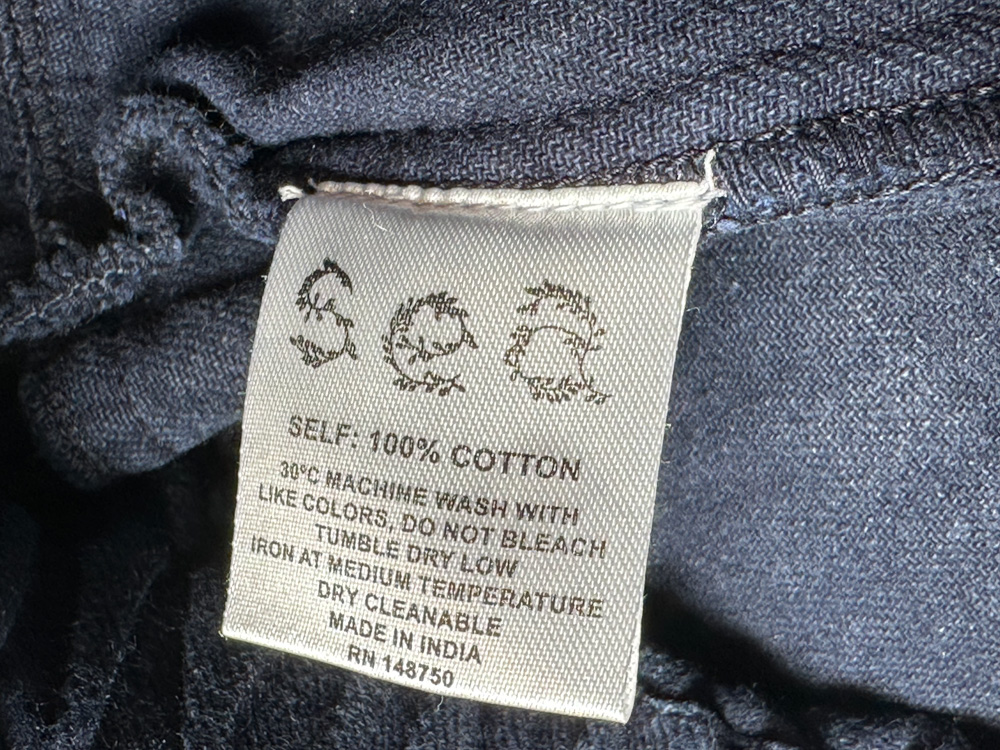 SEA
SELF: 100% COTTON
30°C MACHINE WASH WITH
LIKE COLORS, DO NOT BLEACH
TUMBLE DRY LOW
IRON AT MEDIUM TEMPERATURE
DRY CLEANABLE
MADE IN INDIA
RN 148750